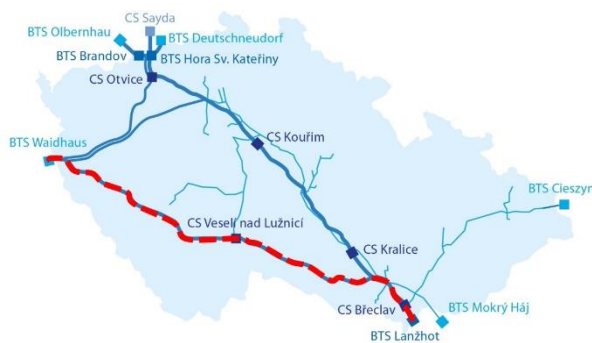 CS Sayda
BTS Olbernhau
BTS Deutschneudorf
BTS Brandov
BTS Hora Sv. Kateřiny
CS Otvice
CS Kouřim
BTS Waidhaus
BTS Cieszyn
CS Veselí nad Lužnicí
CS Kralice
CS Břeclav
BTS Mokrý Háj
BTS Lanžhot